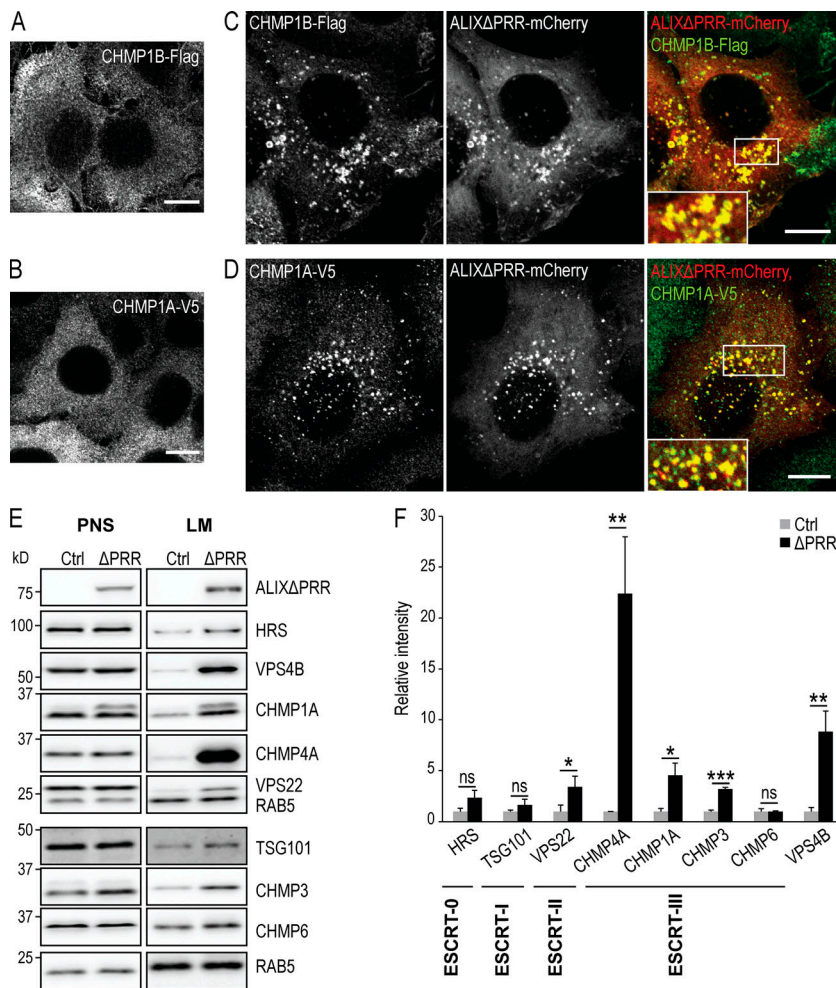 A
CHMP1B-Flag
B
CHMP1A-V5
C
CHMP1B-Flag
ALIXΔPRR-mCherry
ALIXΔPRR-mCherry,
CHMP1B-Flag
D
CHMP1A-V5
ALIXΔPRR-mCherry
ALIXΔPRR-mCherry,
CHMP1A-V5
E
PNS LM
kD Ctrl ΔPRR Ctrl ΔPRR
75 ALIXΔPRR
100 HRS
50 VPS4B
37 CHMP1A
37 CHMP4A
VPS22
25 RAB5
50 TSG101
37 CHMP3
37 CHMP6
25 RAB5
F
Relative intensity
30
25
20
15
10
5
0
Ctrl
ΔPRR
ns ns * ** * *** ns **
HRS TSG101 VPS22 CHMP4A CHMP1A CHMP3 CHMP6 VPS4B
ESCRT-0 ESCRT-I ESCRT-II ESCRT-III